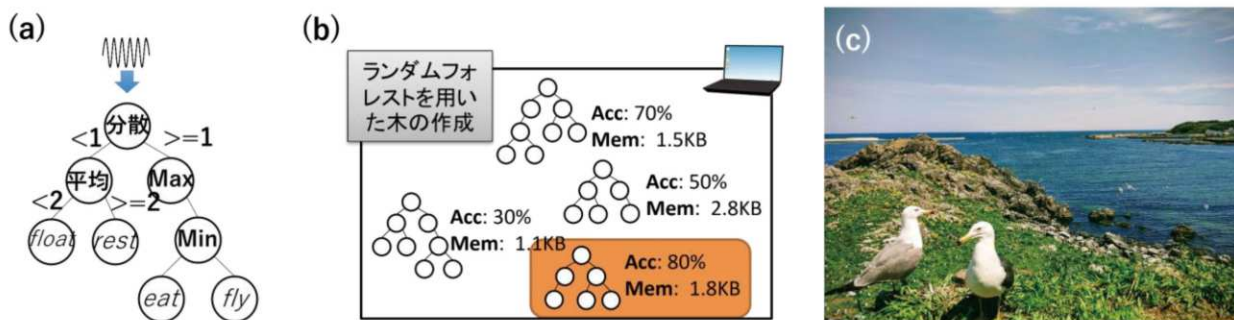 (a)
分散
<1
>=1
平均
Max
<2
>=2
float
rest
Min
eat
fly
(b)
ランダムフォ
レストを用い
た木の作成
Acc: 70%
Mem: 1.5KB
Acc: 50%
Mem: 2.8KB
Acc: 30%
Mem: 1.1KB
Acc: 80%
Mem: 1.8KB
(c)